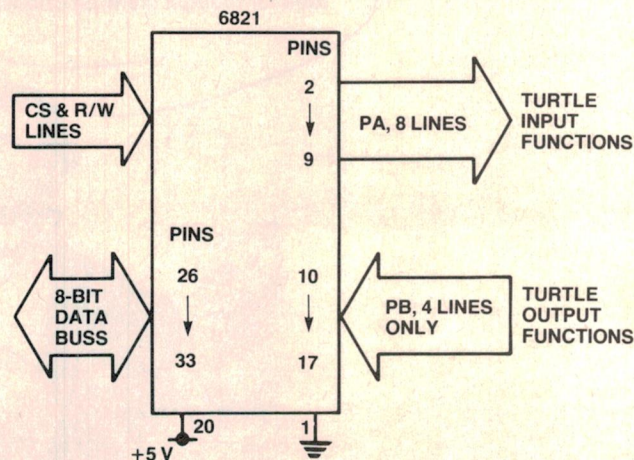 6821
PINS
2
9
CS & R/W
LINES
PA, 8 LINES
TURTLE
INPUT
FUNCTIONS
PINS
26
33
10
17
8-BIT
DATA
BUSS
PB, 4 LINES
ONLY
TURTLE
OUTPUT
FUNCTIONS
20
+5 V
1